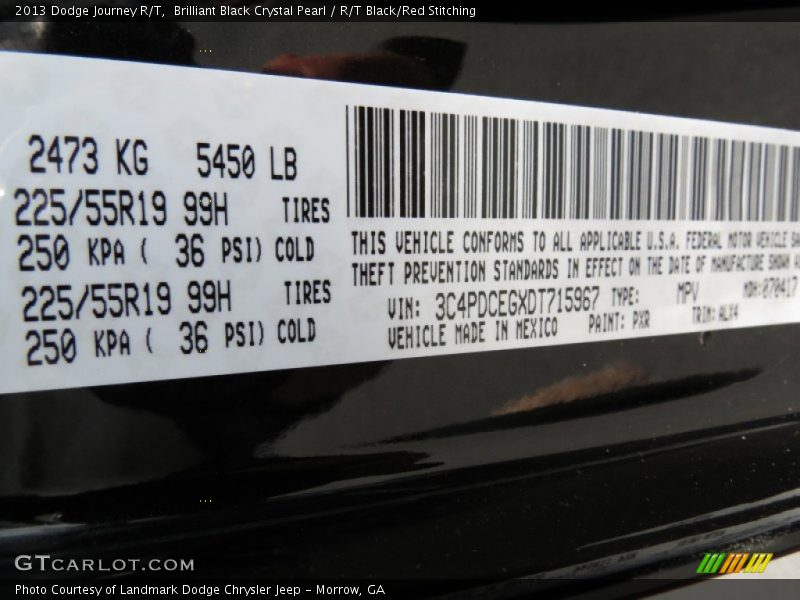 2013 Dodge Journey R/T, Brilliant Black Crystal Pearl / R/T Black/Red Stitching
2473 KG 5450 LB
225/55R19 99H TIRES
250 KPA ( 36 PSI) COLD
225/55R19 99H TIRES
250 KPA ( 36 PSI) COLD
THIS VEHICLE CONFORMS TO ALL APPLICABLE U.S.A. FEDERAL MOTOR VEHICLE SA
THEFT PREVENTION STANDARDS IN EFFECT ON THE DATE OF MANUFACTURE SHOWN A
VIN: 3C4PDCEGXDT715967 TYPE: MPV MDH:070417
VEHICLE MADE IN MEXICO PAINT: PXR TRIM:ALX4
GTCARLOT.COM
Photo Courtesy of Landmark Dodge Chrysler Jeep – Morrow, GA